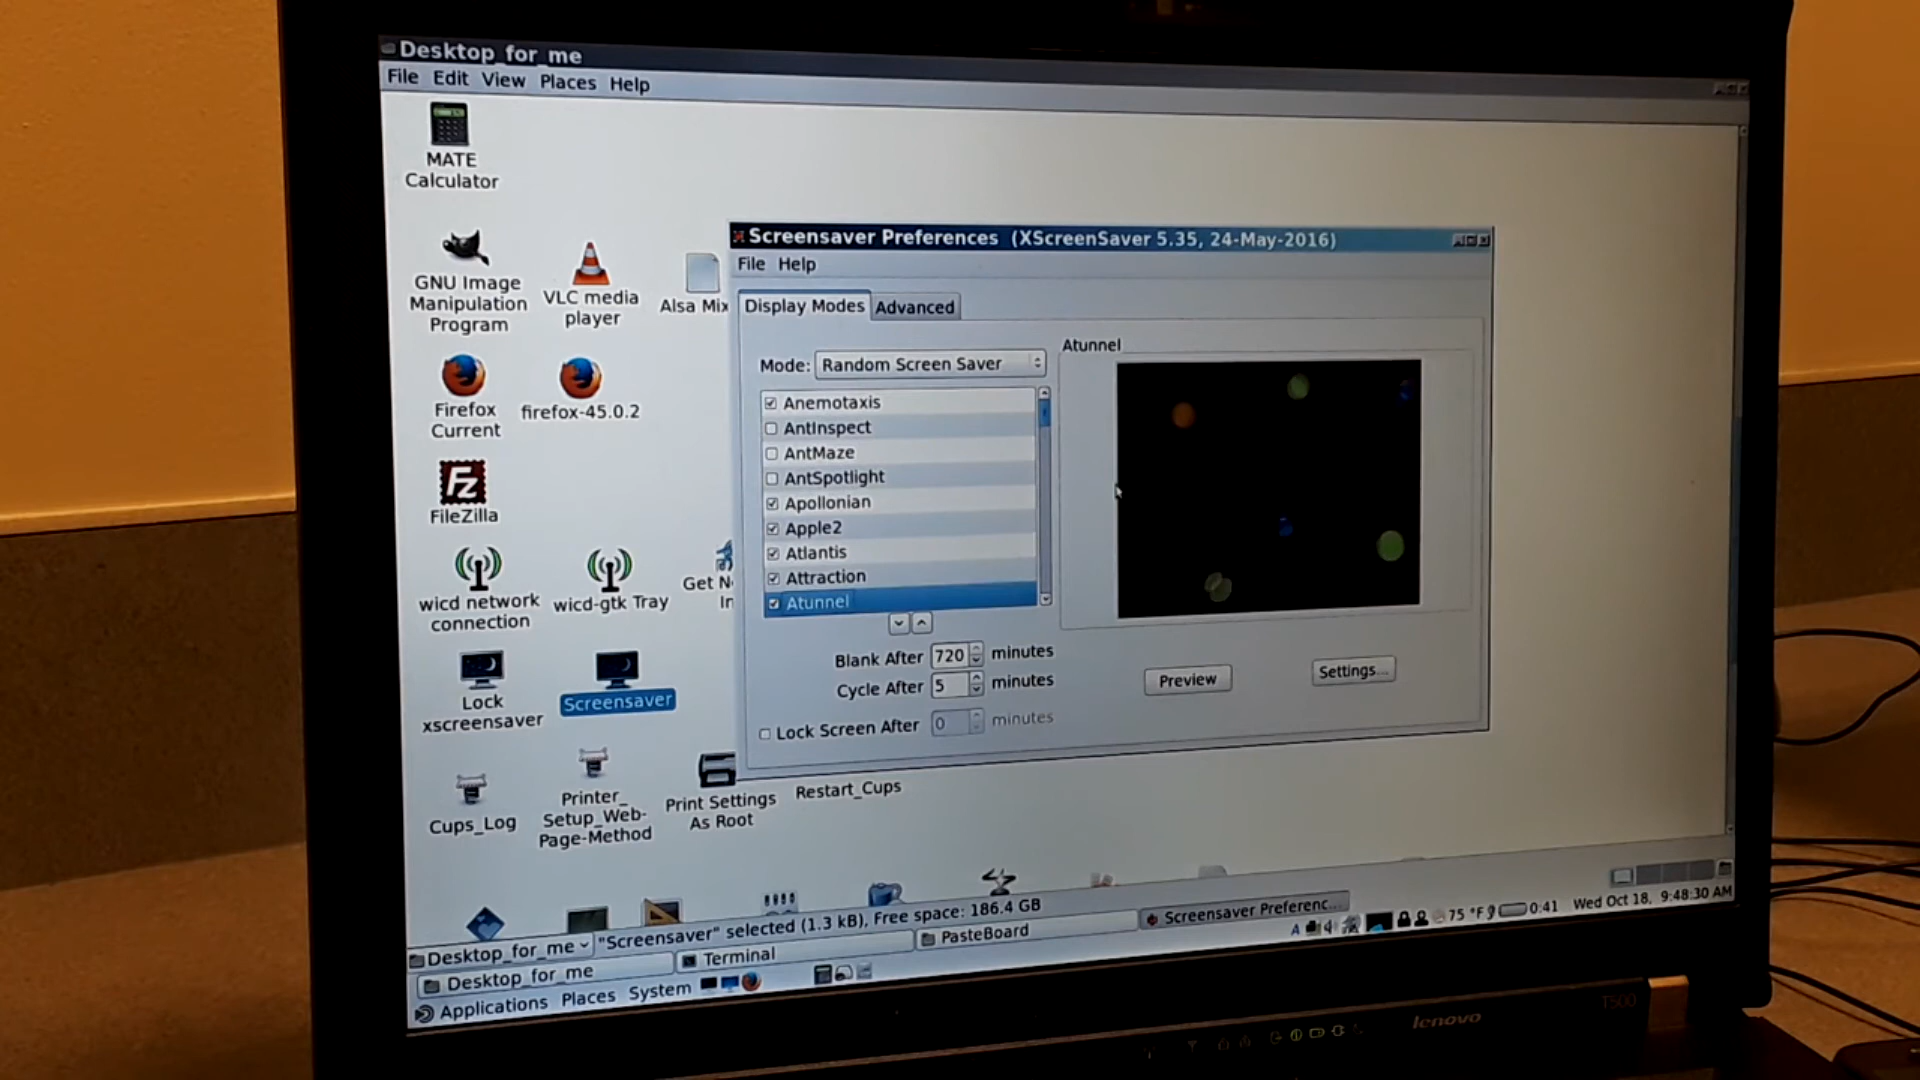 Desktop_for_me
File Edit View Places Help
MATE
Calculator
GNU Image
Manipulation
Program
VLC media
player
Alsa Mix
Firefox
Current
firefox-45.0.2
FileZilla
wicd network
connection
wicd-gtk Tray
Get N
In
Lock
xscreensaver
Screensaver
Cups_Log
Printer_
Setup_Web-
Page-Method
Print Settings
As Root
Restart_Cups
Screensaver Preferences (XScreenSaver 5.35, 24-May-2016)
File Help
Display Modes Advanced
Mode: Random Screen Saver
Anemotaxis
AntInspect
AntMaze
AntSpotlight
Apollonian
Apple2
Atlantis
Attraction
Atunnel
Atunnel
Blank After 720 minutes
Cycle After 5 minutes
Lock Screen After 0 minutes
Preview
Settings...
Desktop_for_me "Screensaver" selected (1.3 kB), Free space: 186.4 GB
Desktop_for_me
Terminal
PasteBoard
Screensaver Preferenc...
Applications Places System
A 75 °F 0:41 Wed Oct 18, 9:48:30 AM
lenovo
T500